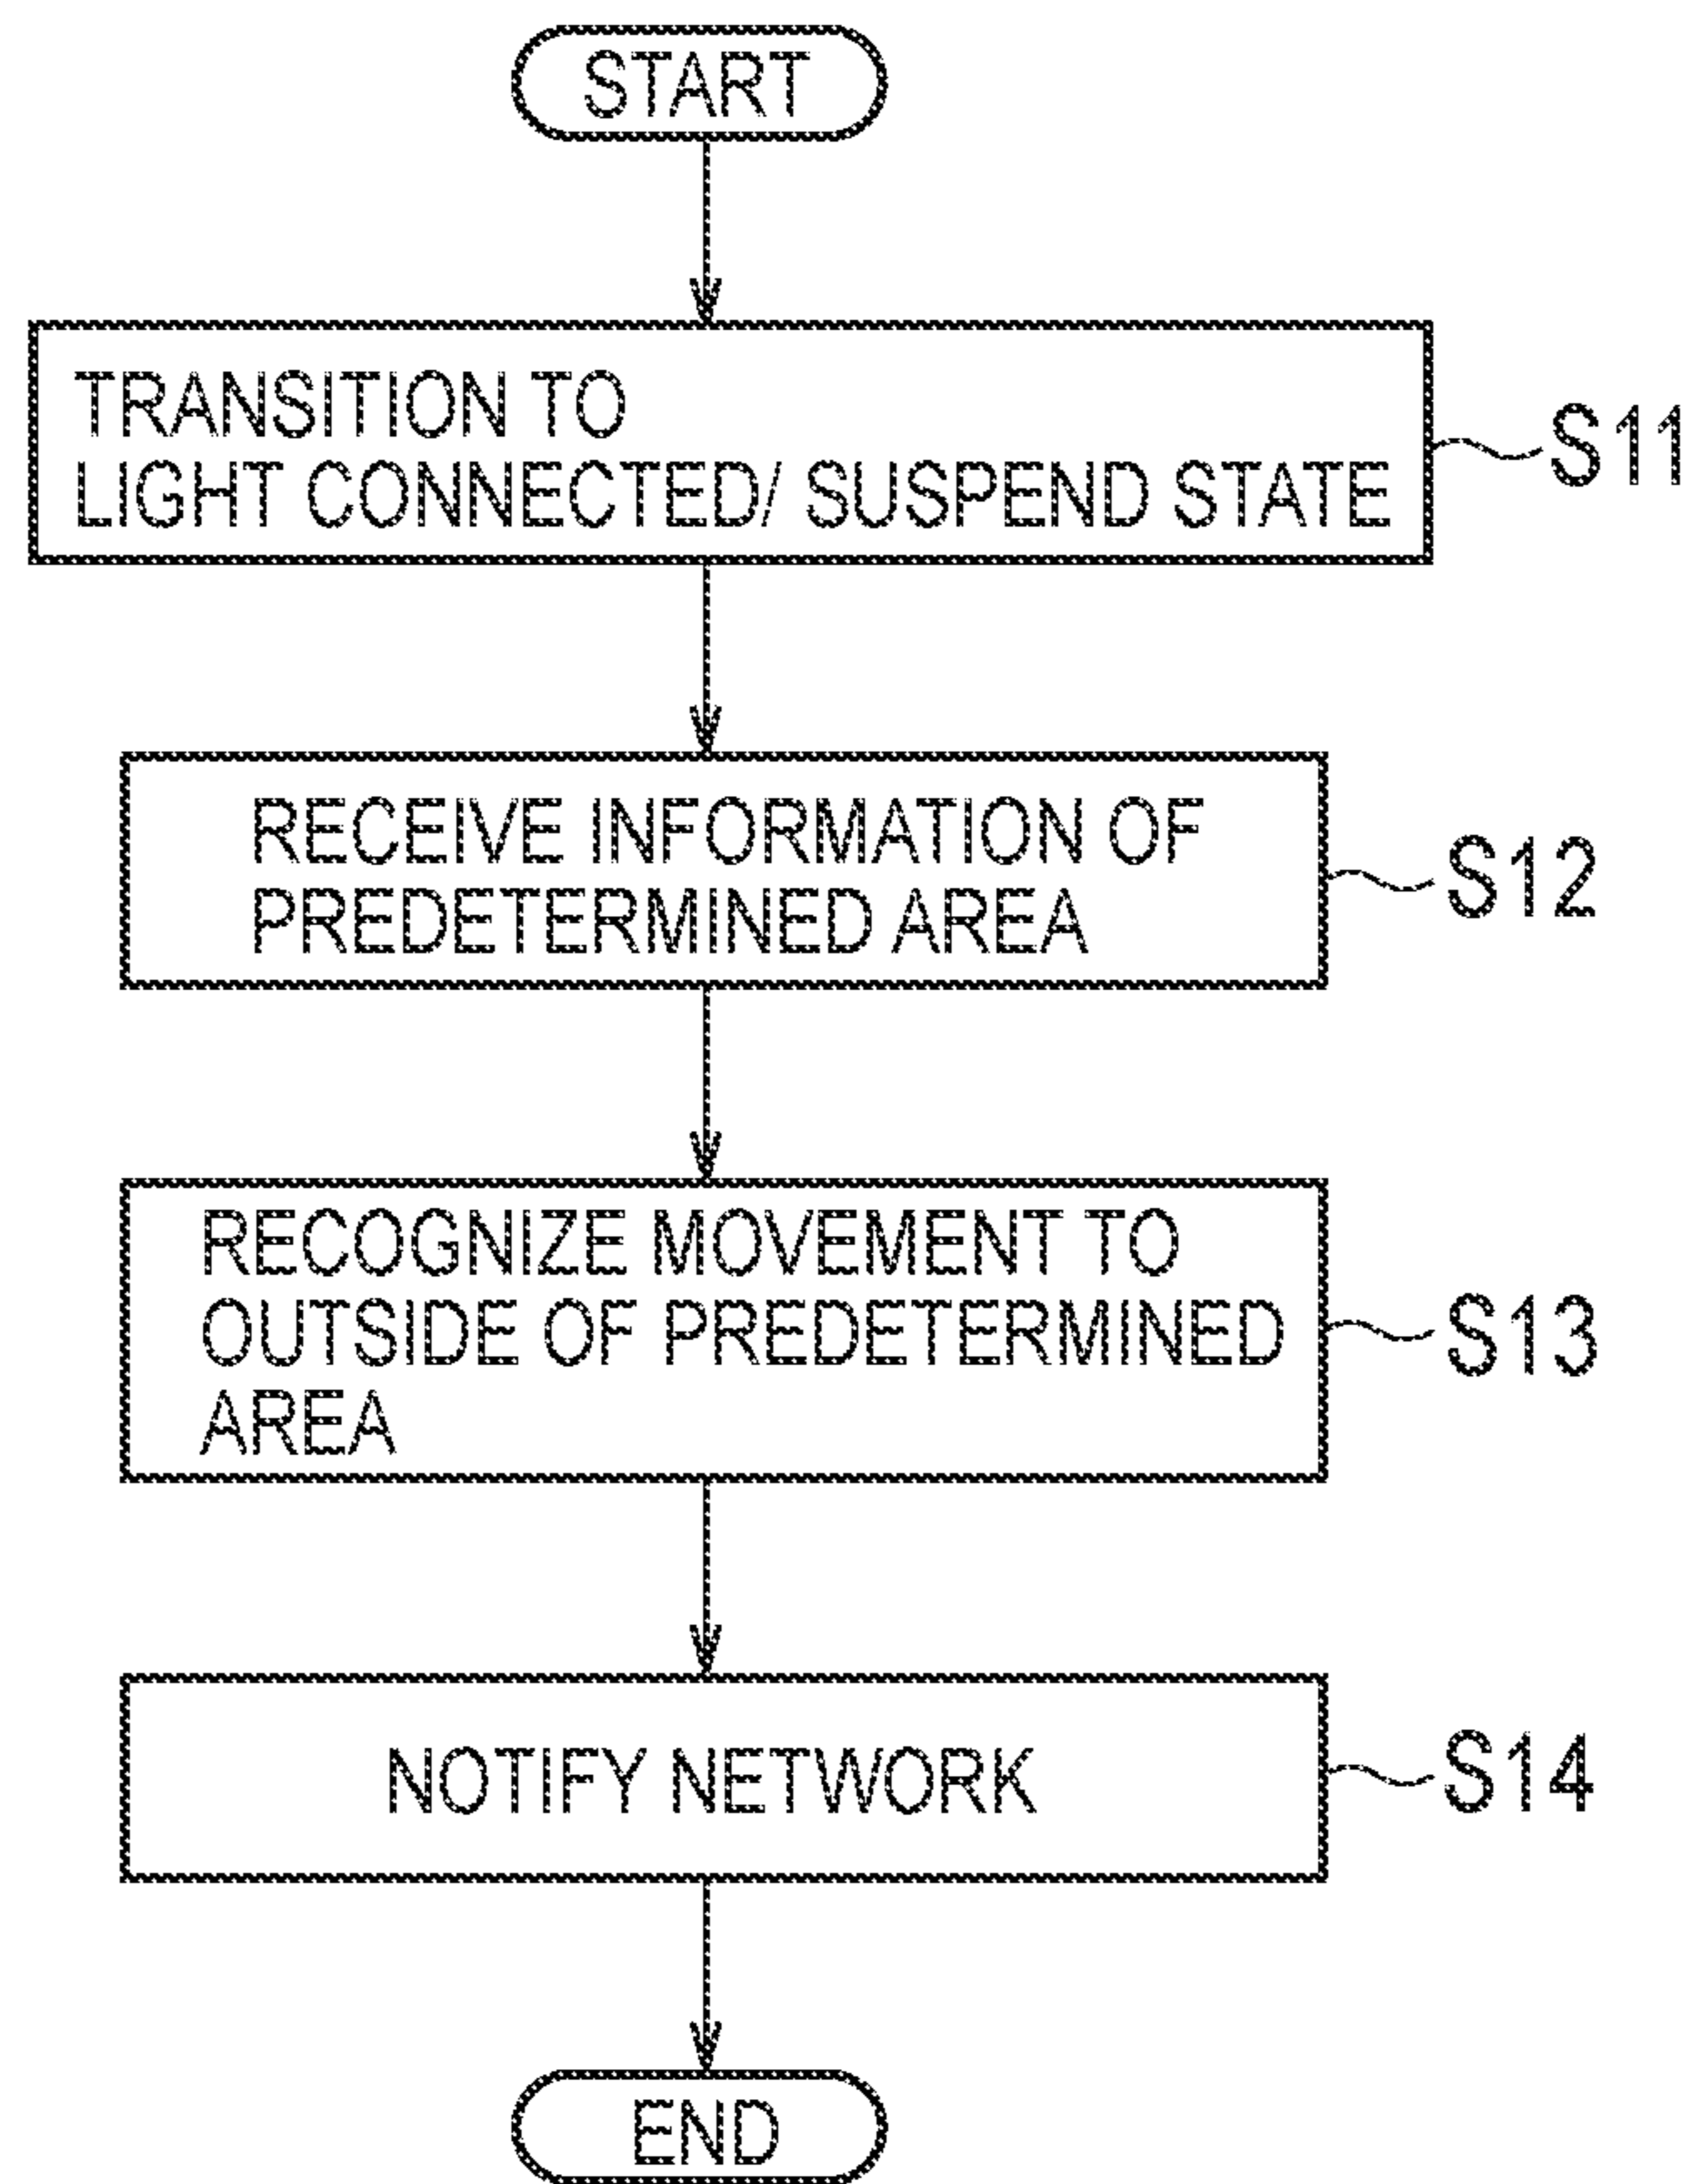 START
TRANSITION TO
LIGHT CONNECTED/ SUSPEND STATE
S11
RECEIVE INFORMATION OF
PREDETERMINED AREA
S12
RECOGNIZE MOVEMENT TO
OUTSIDE OF PREDETERMINED
AREA
S13
NOTIFY NETWORK
S14
END